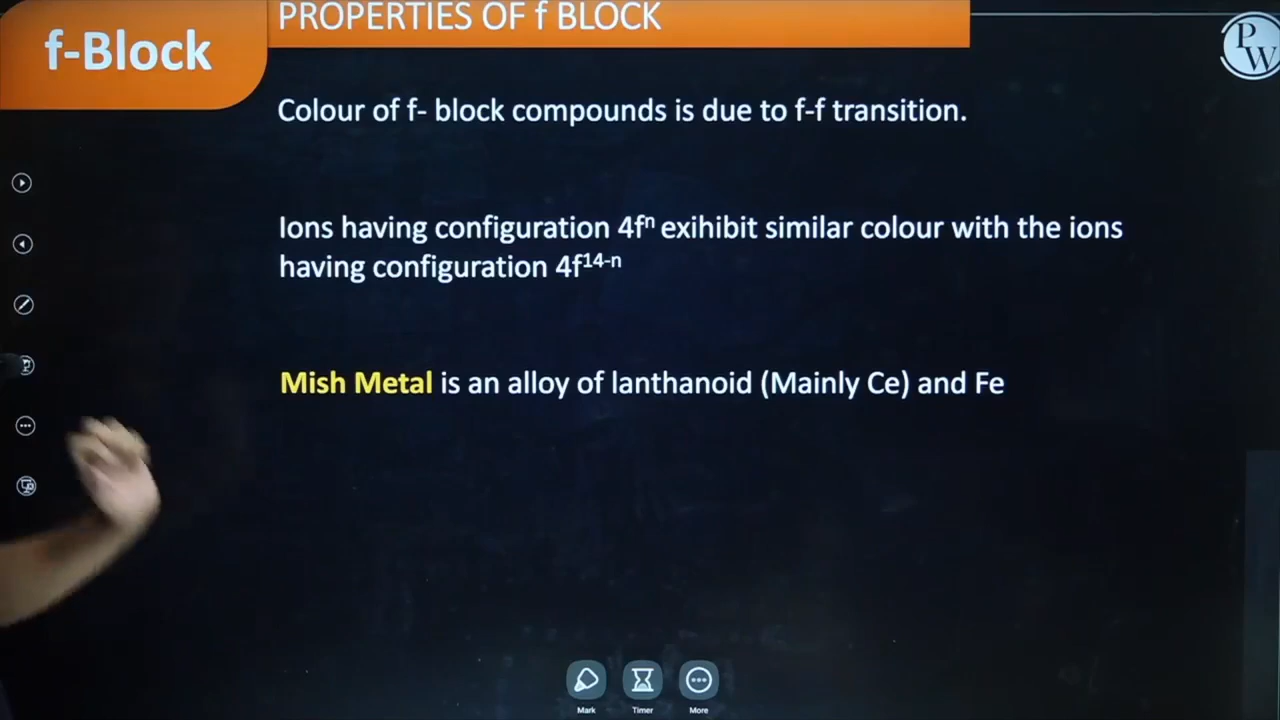 PROPERTIES OF f BLOCK
f-Block
PW
Colour of f- block compounds is due to f-f transition.
Ions having configuration 4fⁿ exihibit similar colour with the ions
having configuration 4f¹⁴⁻ⁿ
Mish Metal is an alloy of lanthanoid (Mainly Ce) and Fe
Mark Timer More